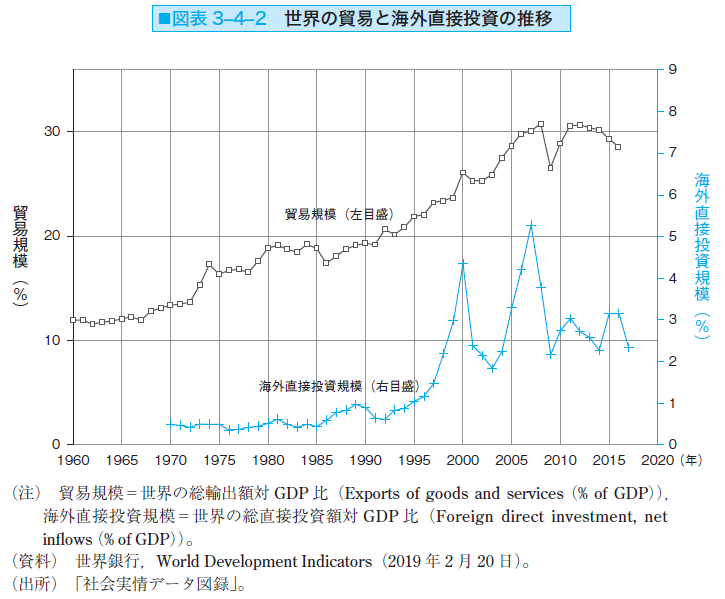 ■図表 3–4–2 世界の貿易と海外直接投資の推移
貿易規模（%）
30
20
10
0
9
8
7
6
5
4
3
2
1
0
海外直接投資規模（%）
貿易規模（左目盛）
海外直接投資規模（右目盛）
1960 1965 1970 1975 1980 1985 1990 1995 2000 2005 2010 2015 2020（年）
（注） 貿易規模＝世界の総輸出額対 GDP 比（Exports of goods and services (% of GDP)），
海外直接投資規模＝世界の総直接投資額対 GDP 比（Foreign direct investment, net
inflows (% of GDP)）。
（資料） 世界銀行，World Development Indicators（2019 年 2 月 20 日）。
（出所）「社会実情データ図録」。